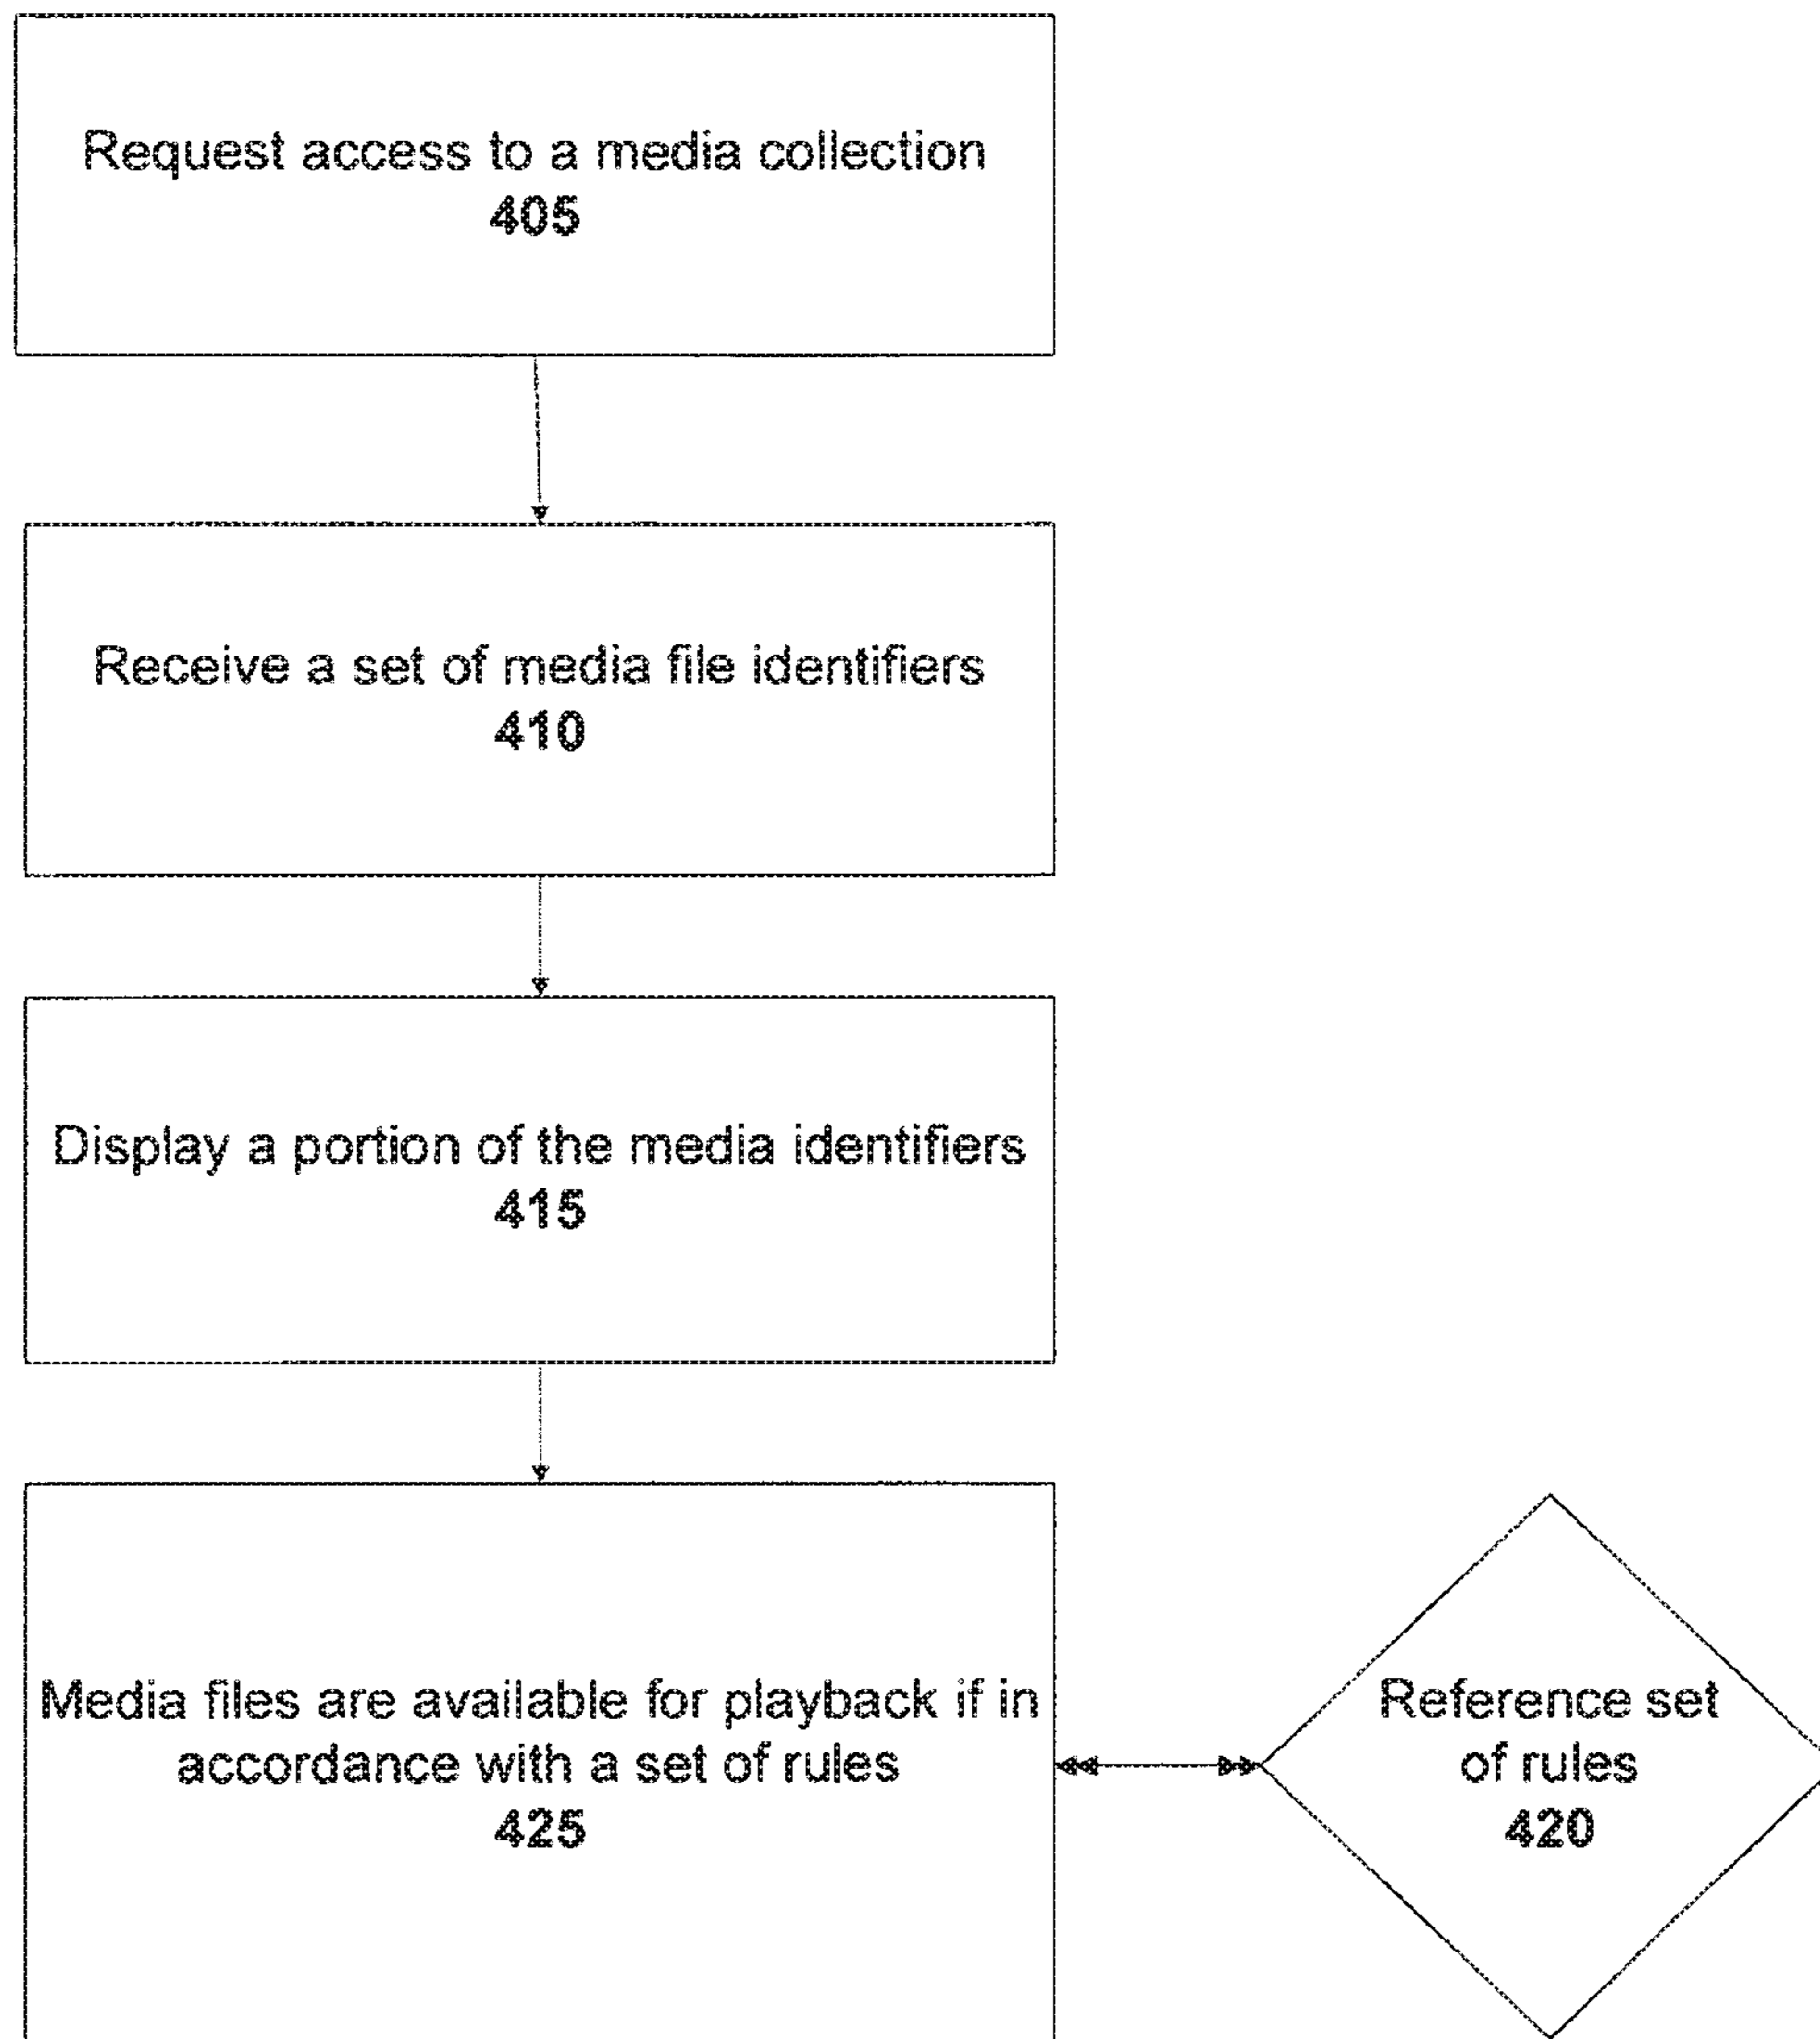 Request access to a media collection
405
Receive a set of media file identifiers
410
Display a portion of the media identifiers
415
Media files are available for playback if in
accordance with a set of rules
425
Reference set
of rules
420